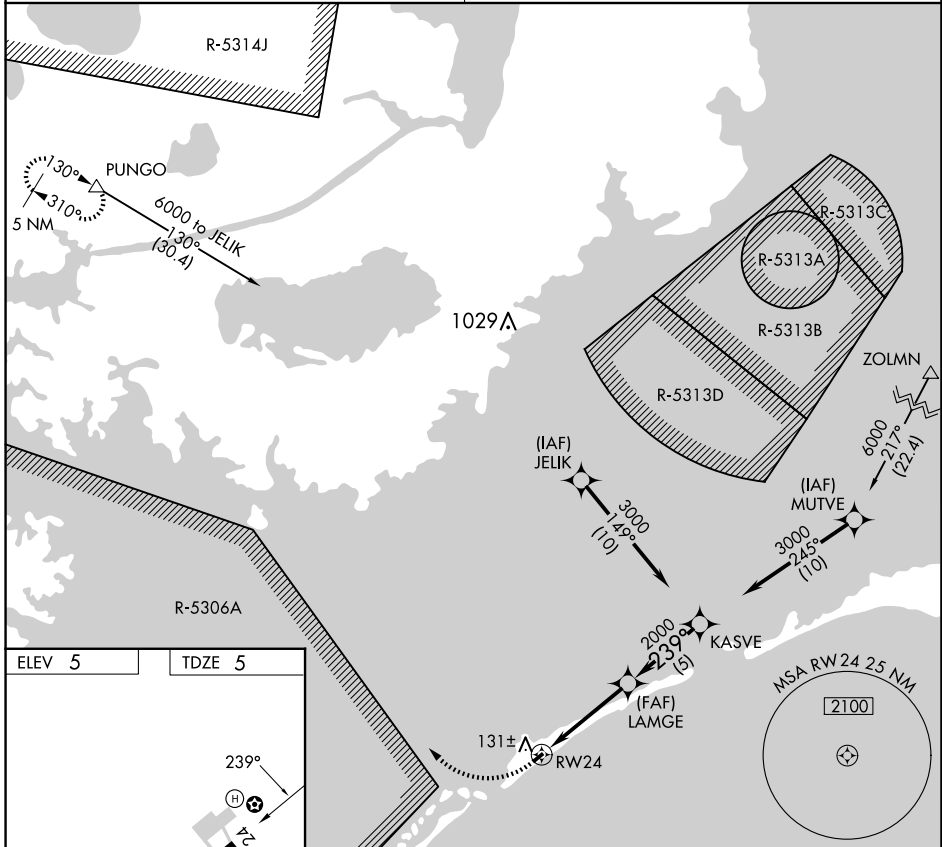 R-5314J
130°
PUNGO
310°
5 NM
6000 to JELIK
130°
(30.4)
R-5313C
R-5313A
1029
R-5313B
R-5313D
ZOLMN
6000
217°
(22.4)
(IAF)
JELIK
3000
149°
(10)
(IAF)
MUTVE
3000
245°
(10)
R-5306A
2000
239°
(5)
KASVE
(FAF)
LAMGE
131±
RW24
MSA RW24 25 NM
2100
ELEV 5
TDZE 5
239°
H
24